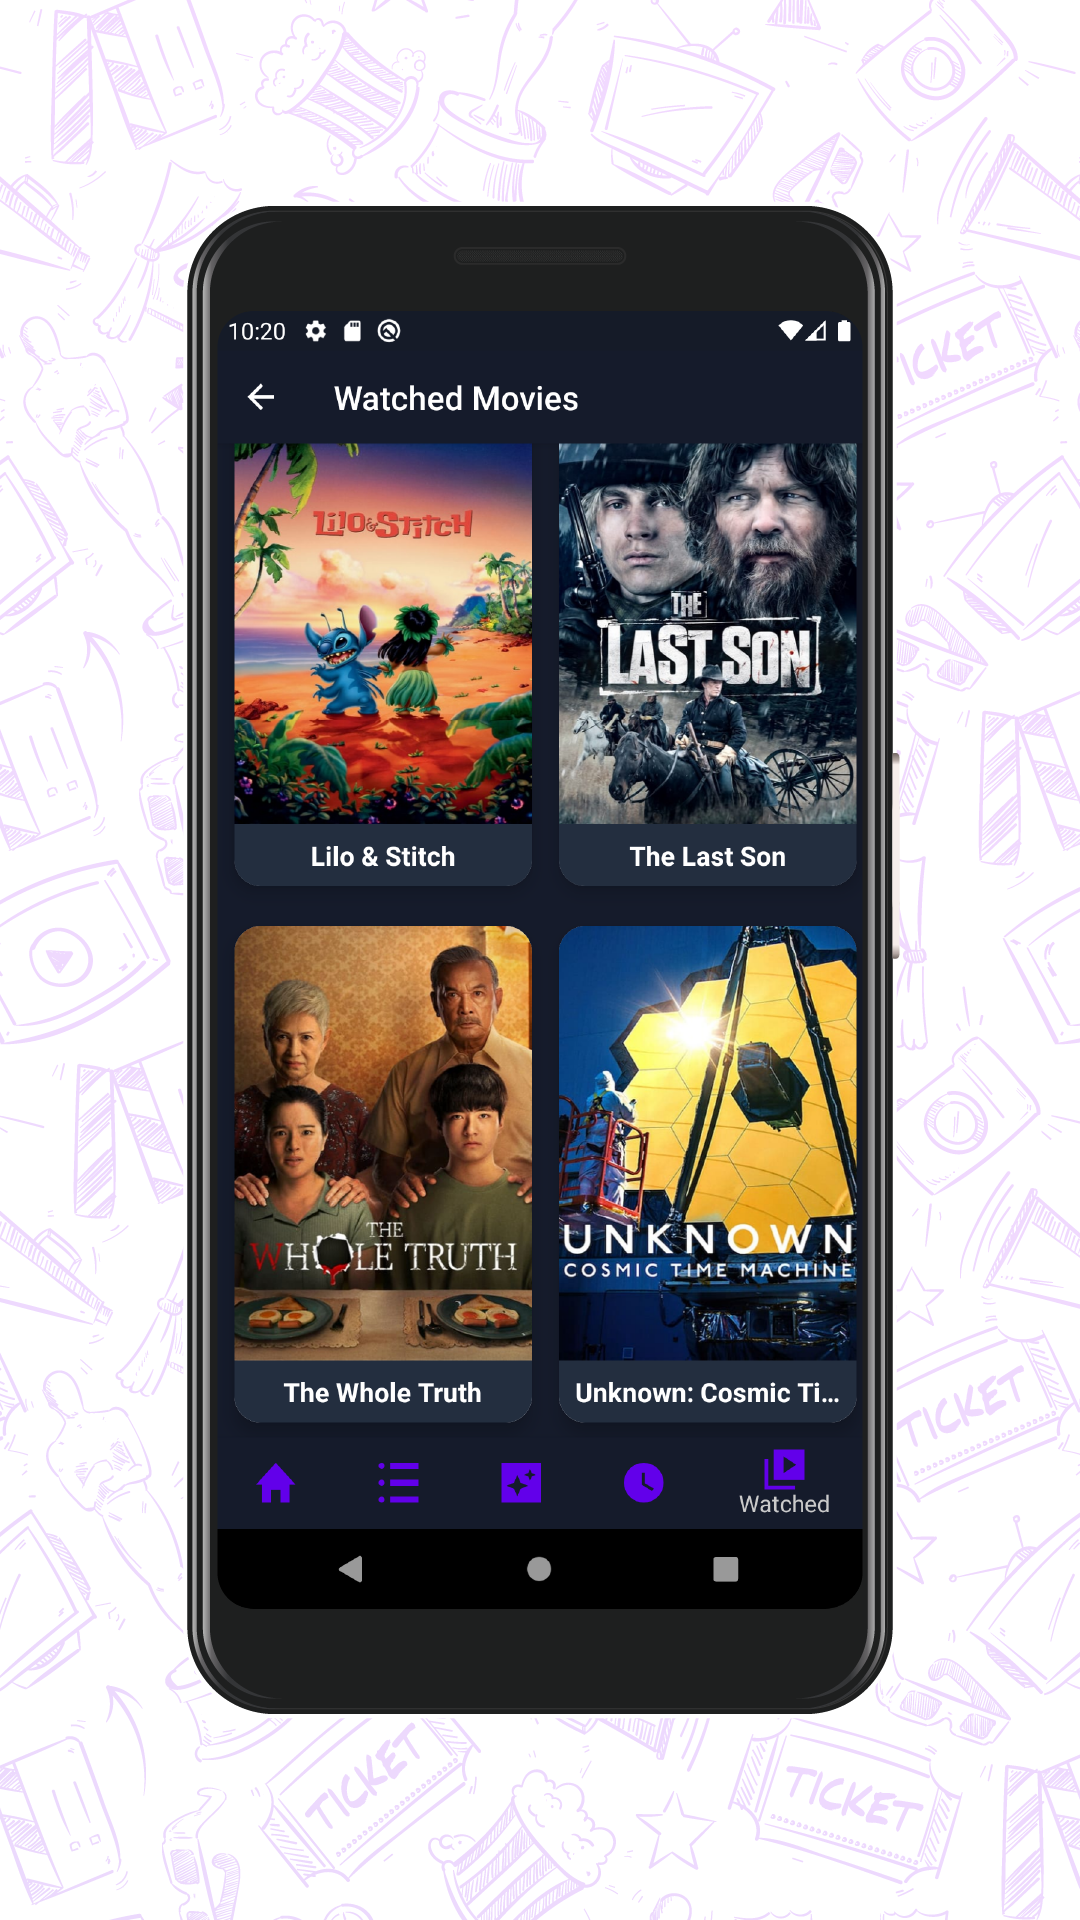 10:20
Watched Movies
LILO & STITCH
THE
LAST SON
Lilo & Stitch
The Last Son
THE
WHOLE TRUTH
UNKNOWN
COSMIC TIME MACHINE
The Whole Truth
Unknown: Cosmic Ti...
Watched
TICKET
TICKET
TICKET
TICKET